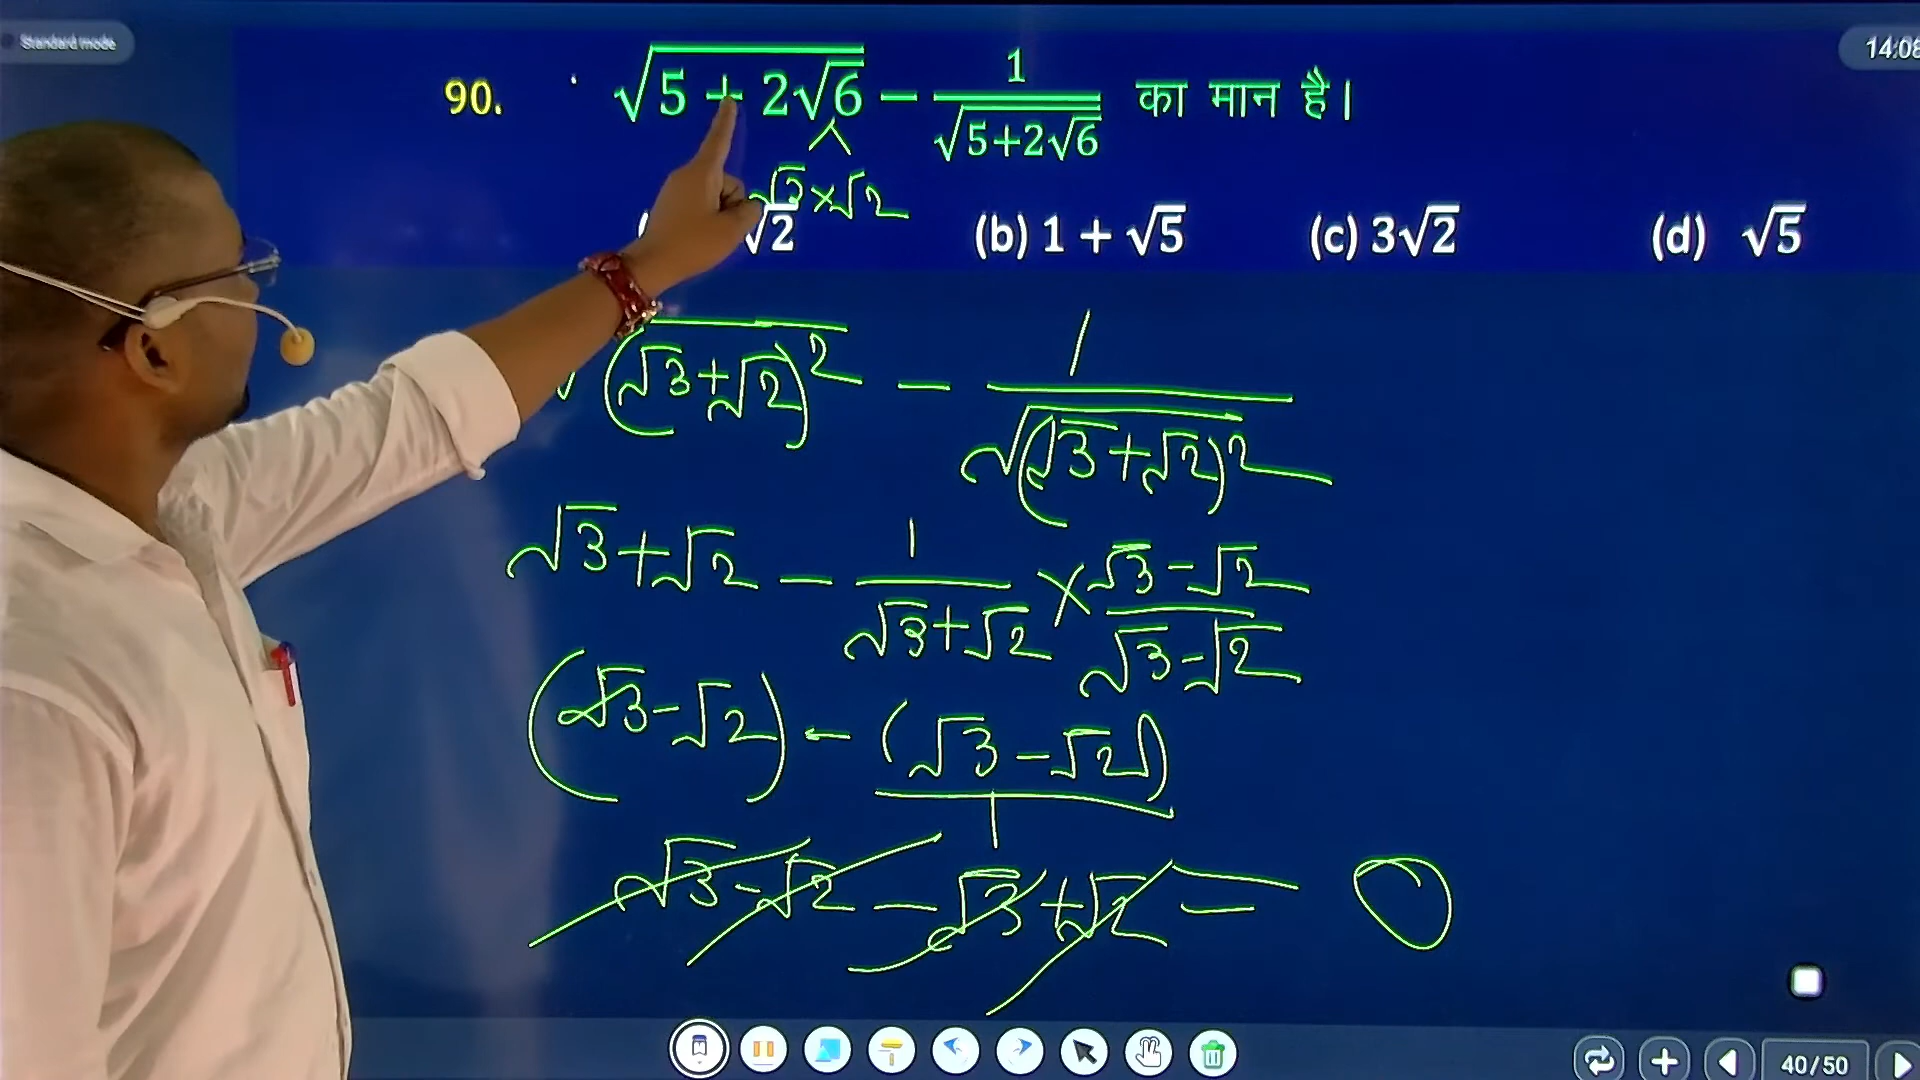 Standard mode
14:08
90. √(5 + 2√6) − 1/√(5+2√6) का मान है।
√3 × √2
√2 (b) 1 + √5 (c) 3√2 (d) √5
√(√3+√2)² − 1/√(√3+√2)²
√3+√2 − 1/(√3+√2) × (√3−√2)/(√3−√2)
(√3−√2) − (√3−√2)/1
√3−√2 − √3+√2 = 0
40/50